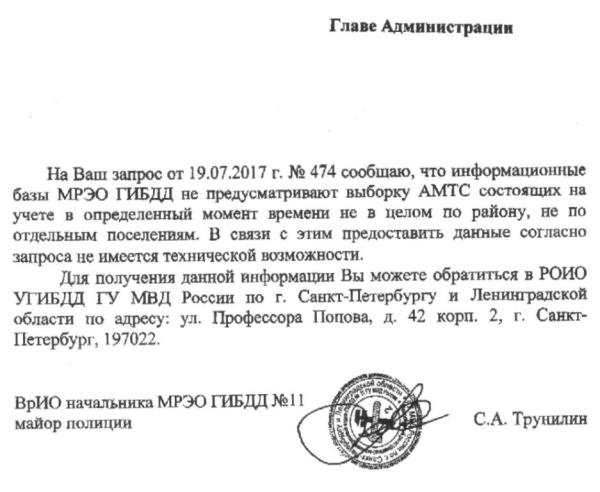 Главе Администрации
На Ваш запрос от 19.07.2017 г. № 474 сообщаю, что информационные
базы МРЭО ГИБДД не предусматривают выборку АМТС состоящих на
учете в определенный момент времени не в целом по району, не по
отдельным поселениям. В связи с этим предоставить данные согласно
запроса не имеется технической возможности.
Для получения данной информации Вы можете обратиться в РОИО
УГИБДД ГУ МВД России по г. Санкт-Петербургу и Ленинградской
области по адресу: ул. Профессора Попова, д. 42 корп. 2, г. Санкт-
Петербург, 197022.
ВрИО начальника МРЭО ГИБДД №11
майор полиции
С.А. Трунилин